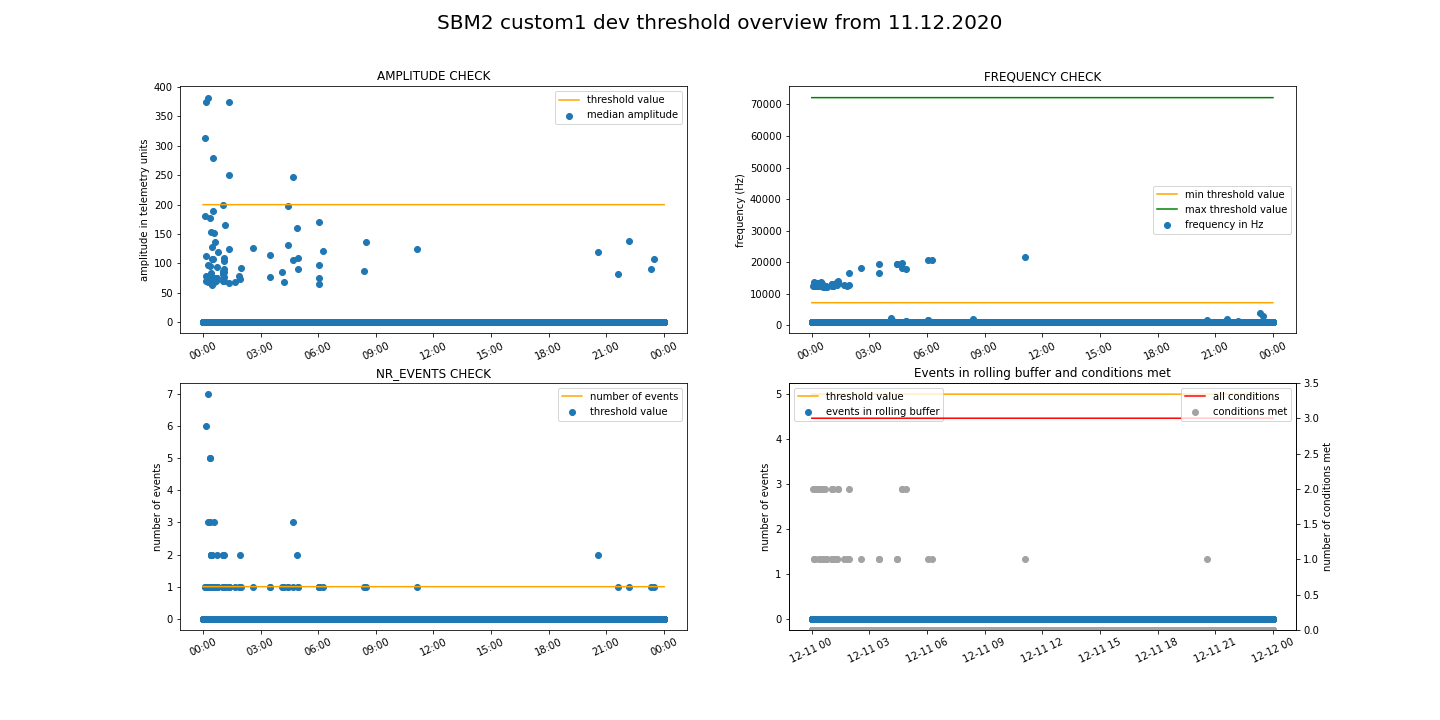 SBM2 custom1 dev threshold overview from 11.12.2020
AMPLITUDE CHECK
amplitude in telemetry units
400
350
300
250
200
150
100
50
0
threshold value
median amplitude
00:00 03:00 06:00 09:00 12:00 15:00 18:00 21:00 00:00
FREQUENCY CHECK
frequency (Hz)
70000
60000
50000
40000
30000
20000
10000
0
min threshold value
max threshold value
frequency in Hz
00:00 03:00 06:00 09:00 12:00 15:00 18:00 21:00 00:00
NR_EVENTS CHECK
number of events
7
6
5
4
3
2
1
0
number of events
threshold value
00:00 03:00 06:00 09:00 12:00 15:00 18:00 21:00 00:00
Events in rolling buffer and conditions met
number of events
5
4
3
2
1
0
threshold value
events in rolling buffer
all conditions
conditions met
3.5
3.0
2.5
2.0
1.5
1.0
0.5
0.0
number of conditions met
12-11 00 12-11 03 12-11 06 12-11 09 12-11 12 12-11 15 12-11 18 12-11 21 12-12 00